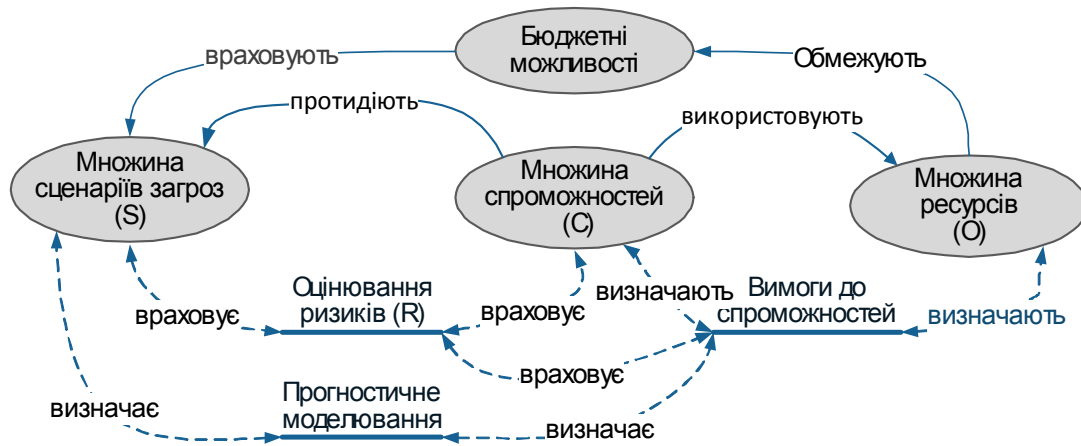 Бюджетні
можливості
враховують
Обмежують
протидіють
використовують
Множина
сценаріїв загроз
(S)
Множина
спроможностей
(C)
Множина
ресурсів
(O)
Оцінювання
ризиків (R)
враховує
враховує
визначають
Вимоги до
спроможностей
визначають
враховує
Прогностичне
моделювання
визначає
визначає